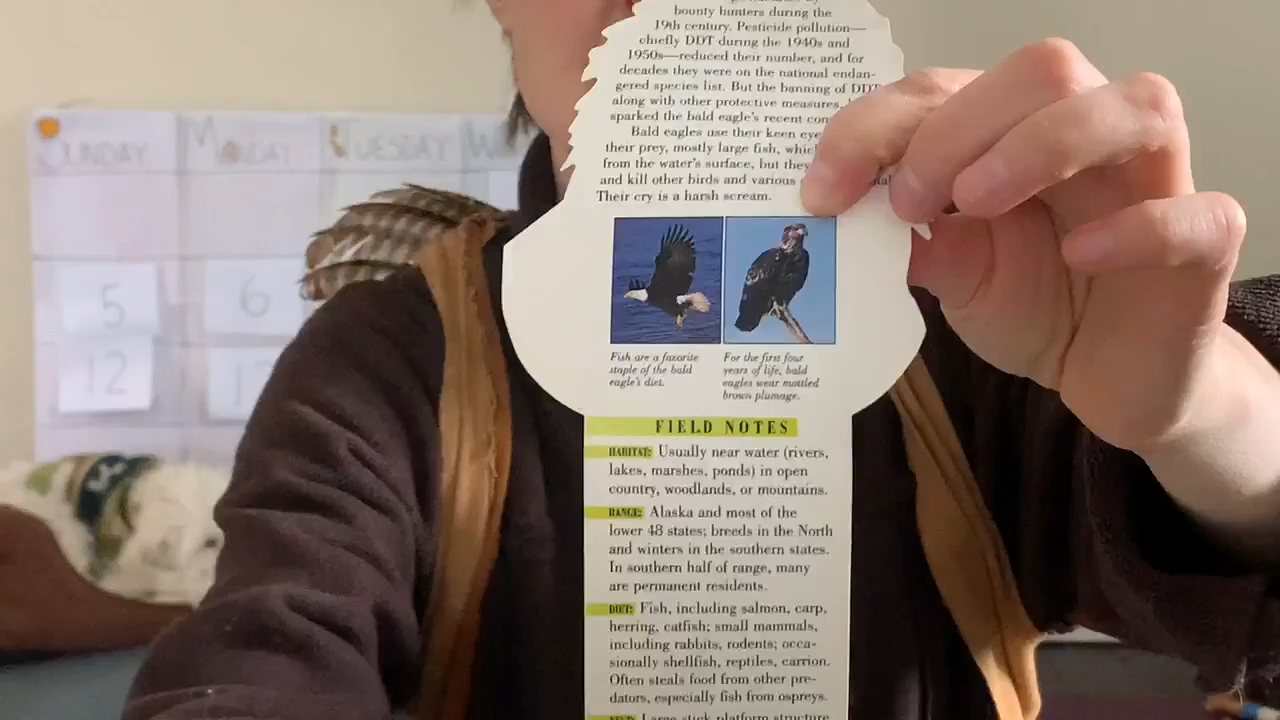 SUNDAY MONDAY TUESDAY W
5 6
12 1
bounty hunters during the
19th century. Pesticide pollution—
chiefly DDT during the 1940s and
1950s—reduced their number, and for
decades they were on the national endan-
gered species list. But the banning of DDT
along with other protective measures,
sparked the bald eagle's recent
Bald eagles use their keen
their prey, mostly large fish,
from the water's surface, but they
and kill other birds and various
Their cry is a harsh scream.
Fish are a favorite
staple of the bald
eagle's diet.
For the first four
years of life, bald
eagles wear mottled
brown plumage.
FIELD NOTES
HABITAT: Usually near water (rivers,
lakes, marshes, ponds) in open
country, woodlands, or mountains.
RANGE: Alaska and most of the
lower 48 states; breeds in the North
and winters in the southern states.
In southern half of range, many
are permanent residents.
DIET: Fish, including salmon, carp,
herring, catfish; small mammals,
including rabbits, rodents; occa-
sionally shellfish, reptiles, carrion.
Often steals food from other pre-
dators, especially fish from ospreys.
Large stick platform structure